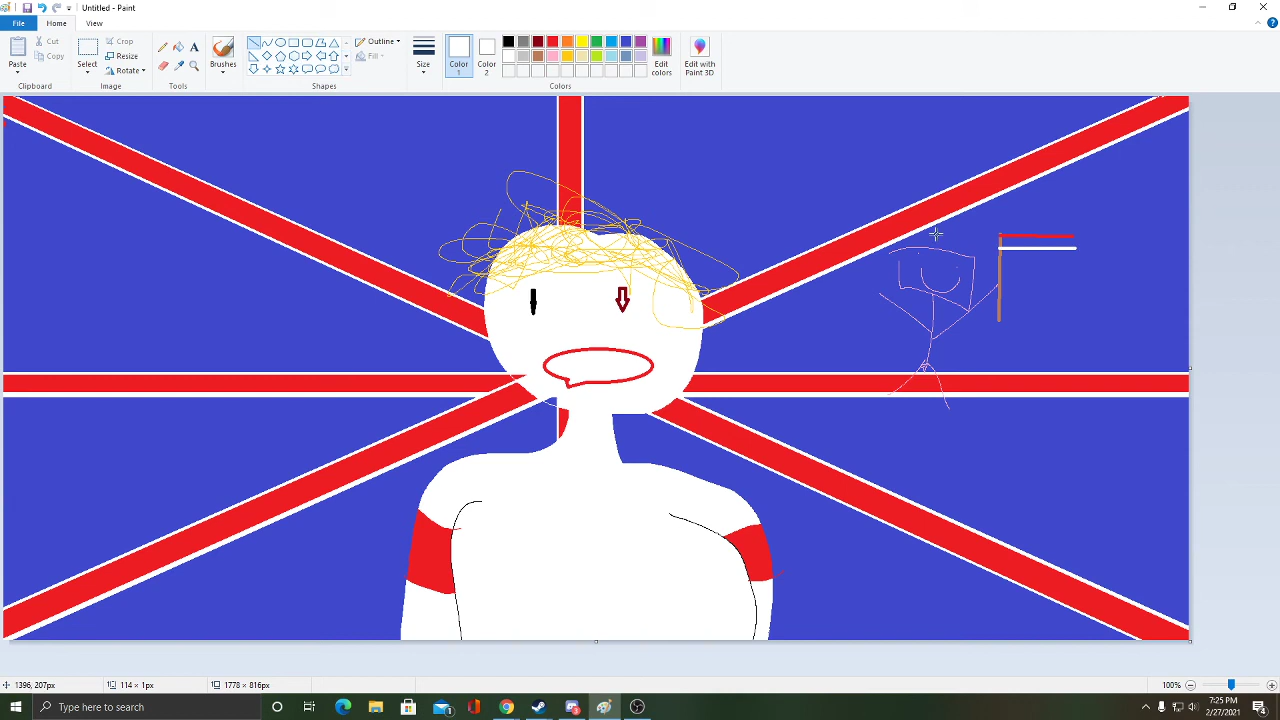 Untitled - Paint
File Home View
Paste
Cut
Copy
Clipboard
Select
Crop
Resize
Rotate
Image
A
Tools
Brushes
Shapes
Outline
Fill
Size
Color
1
Color
2
Edit
colors
Colors
Edit with
Paint 3D
1396, 207px
114 × 1px
1778 × 816px
100%
Type here to search
7:25 PM
2/27/2021